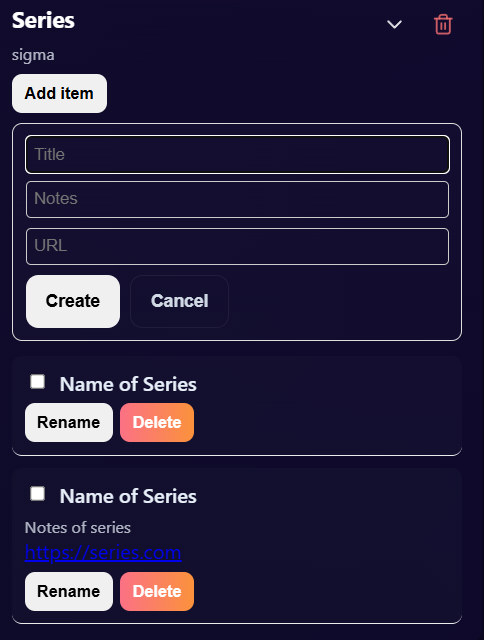 Series
sigma
Add item
Title
Notes
URL
Create Cancel
Name of Series
Rename Delete
Name of Series
Notes of series
https://series.com
Rename Delete